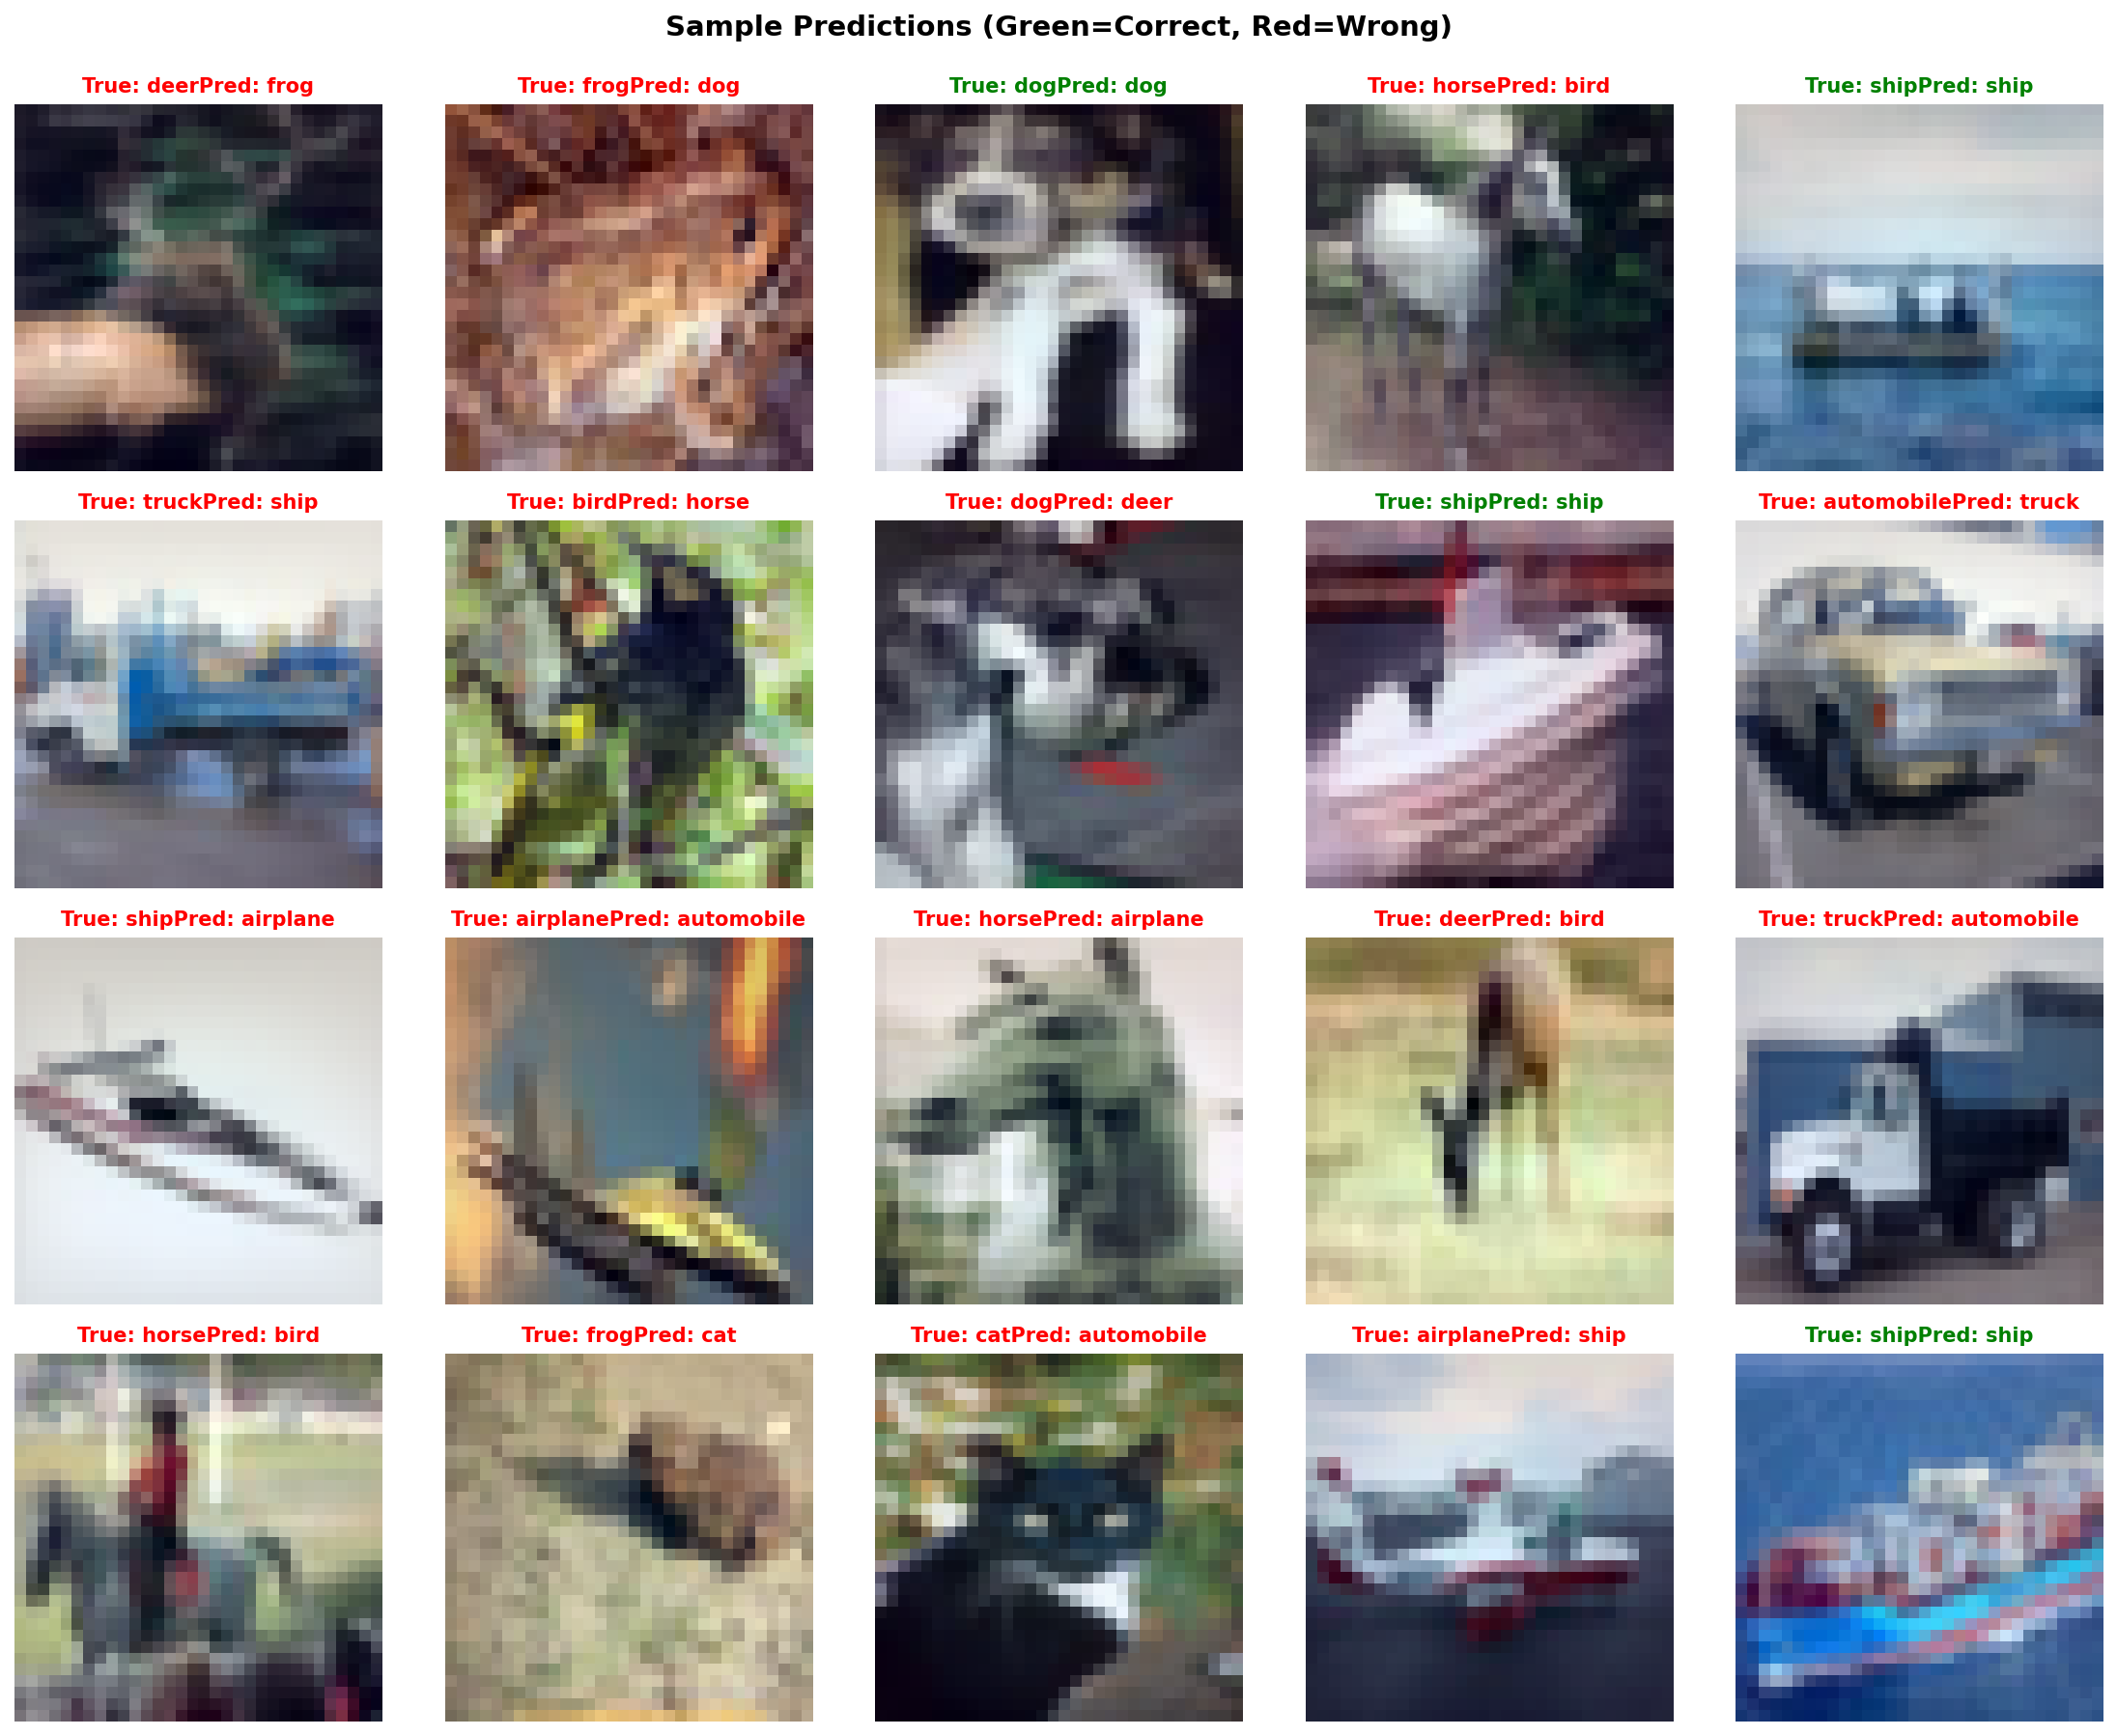 Sample Predictions (Green=Correct, Red=Wrong)
True: deerPred: frog
True: frogPred: dog
True: dogPred: dog
True: horsePred: bird
True: shipPred: ship
True: truckPred: ship
True: birdPred: horse
True: dogPred: deer
True: shipPred: ship
True: automobilePred: truck
True: shipPred: airplane
True: airplanePred: automobile
True: horsePred: airplane
True: deerPred: bird
True: truckPred: automobile
True: horsePred: bird
True: frogPred: cat
True: catPred: automobile
True: airplanePred: ship
True: shipPred: ship